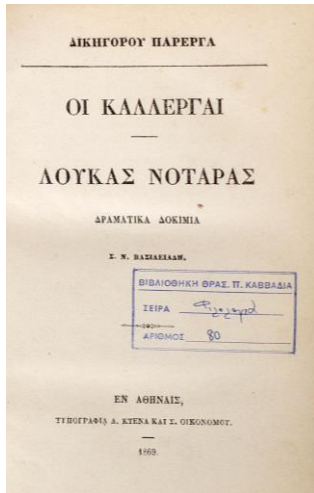 ΔΙΚΗΓΟΡΟΥ ΠΑΡΕΡΓΑ
ΟΙ ΚΑΛΛΕΡΓΑΙ
ΛΟΥΚΑΣ ΝΟΤΑΡΑΣ
ΔΡΑΜΑΤΙΚΑ ΔΟΚΙΜΙΑ
Σ. Ν. ΒΑΣΙΛΕΙΑΔΗ.
ΒΙΒΛΙΟΘΗΚΗ ΘΡΑΣ. Π. ΚΑΒΒΑΔΙΑ
ΣΕΙΡΑ
ΑΡΙΘΜΟΣ 80
ΕΝ ΑΘΗΝΑΙΣ,
ΤΥΠΟΓΡΑΦΙΑ Δ. ΚΤΕΝΑ ΚΑΙ Σ. ΟΙΚΟΝΟΜΟΥ.
1869.